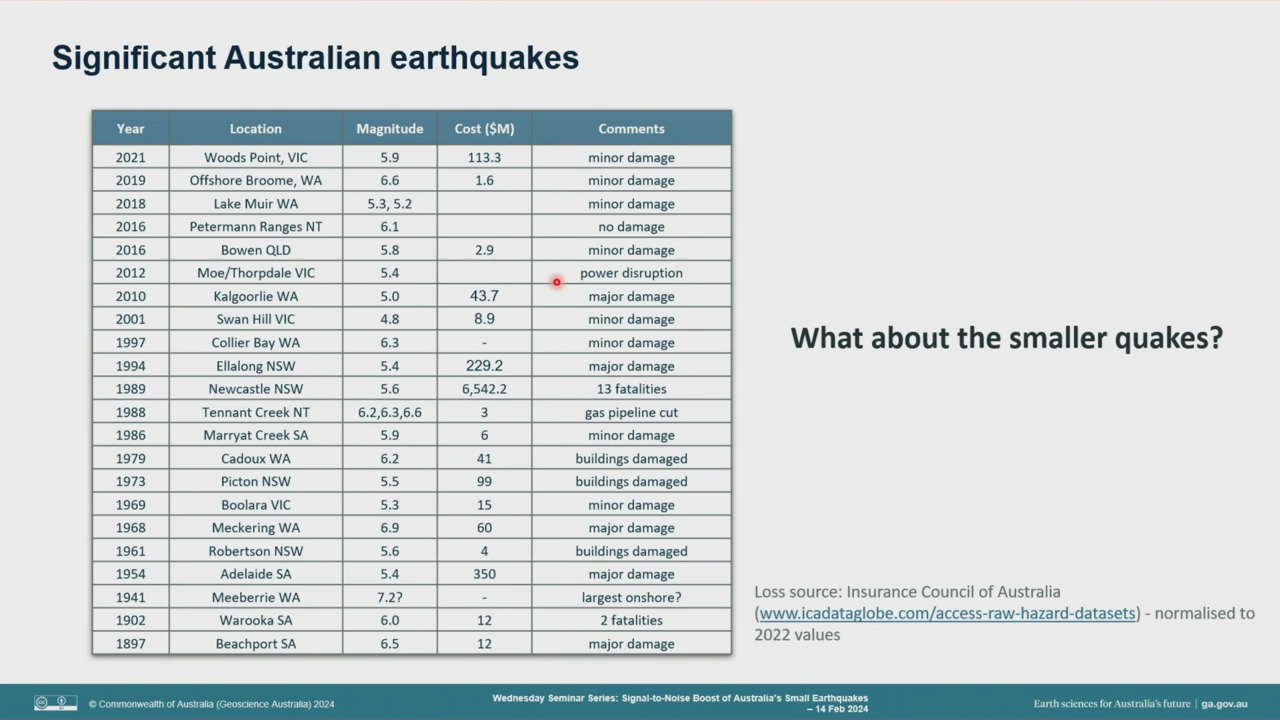 Significant Australian earthquakes
Year Location Magnitude Cost ($M) Comments
2021 Woods Point, VIC 5.9 113.3 minor damage
2019 Offshore Broome, WA 6.6 1.6 minor damage
2018 Lake Muir WA 5.3, 5.2 minor damage
2016 Petermann Ranges NT 6.1 no damage
2016 Bowen QLD 5.8 2.9 minor damage
2012 Moe/Thorpdale VIC 5.4 power disruption
2010 Kalgoorlie WA 5.0 43.7 major damage
2001 Swan Hill VIC 4.8 8.9 minor damage
1997 Collier Bay WA 6.3 - minor damage
1994 Ellalong NSW 5.4 229.2 major damage
1989 Newcastle NSW 5.6 6,542.2 13 fatalities
1988 Tennant Creek NT 6.2,6.3,6.6 3 gas pipeline cut
1986 Marryat Creek SA 5.9 6 minor damage
1979 Cadoux WA 6.2 41 buildings damaged
1973 Picton NSW 5.5 99 buildings damaged
1969 Boolara VIC 5.3 15 minor damage
1968 Meckering WA 6.9 60 major damage
1961 Robertson NSW 5.6 4 buildings damaged
1954 Adelaide SA 5.4 350 major damage
1941 Meeberrie WA 7.2? - largest onshore?
1902 Warooka SA 6.0 12 2 fatalities
1897 Beachport SA 6.5 12 major damage
What about the smaller quakes?
Loss source: Insurance Council of Australia
(www.icadataglobe.com/access-raw-hazard-datasets) - normalised to
2022 values
© Commonwealth of Australia (Geoscience Australia) 2024
Wednesday Seminar Series: Signal-to-Noise Boost of Australia's Small Earthquakes
– 14 Feb 2024
Earth sciences for Australia's future | ga.gov.au